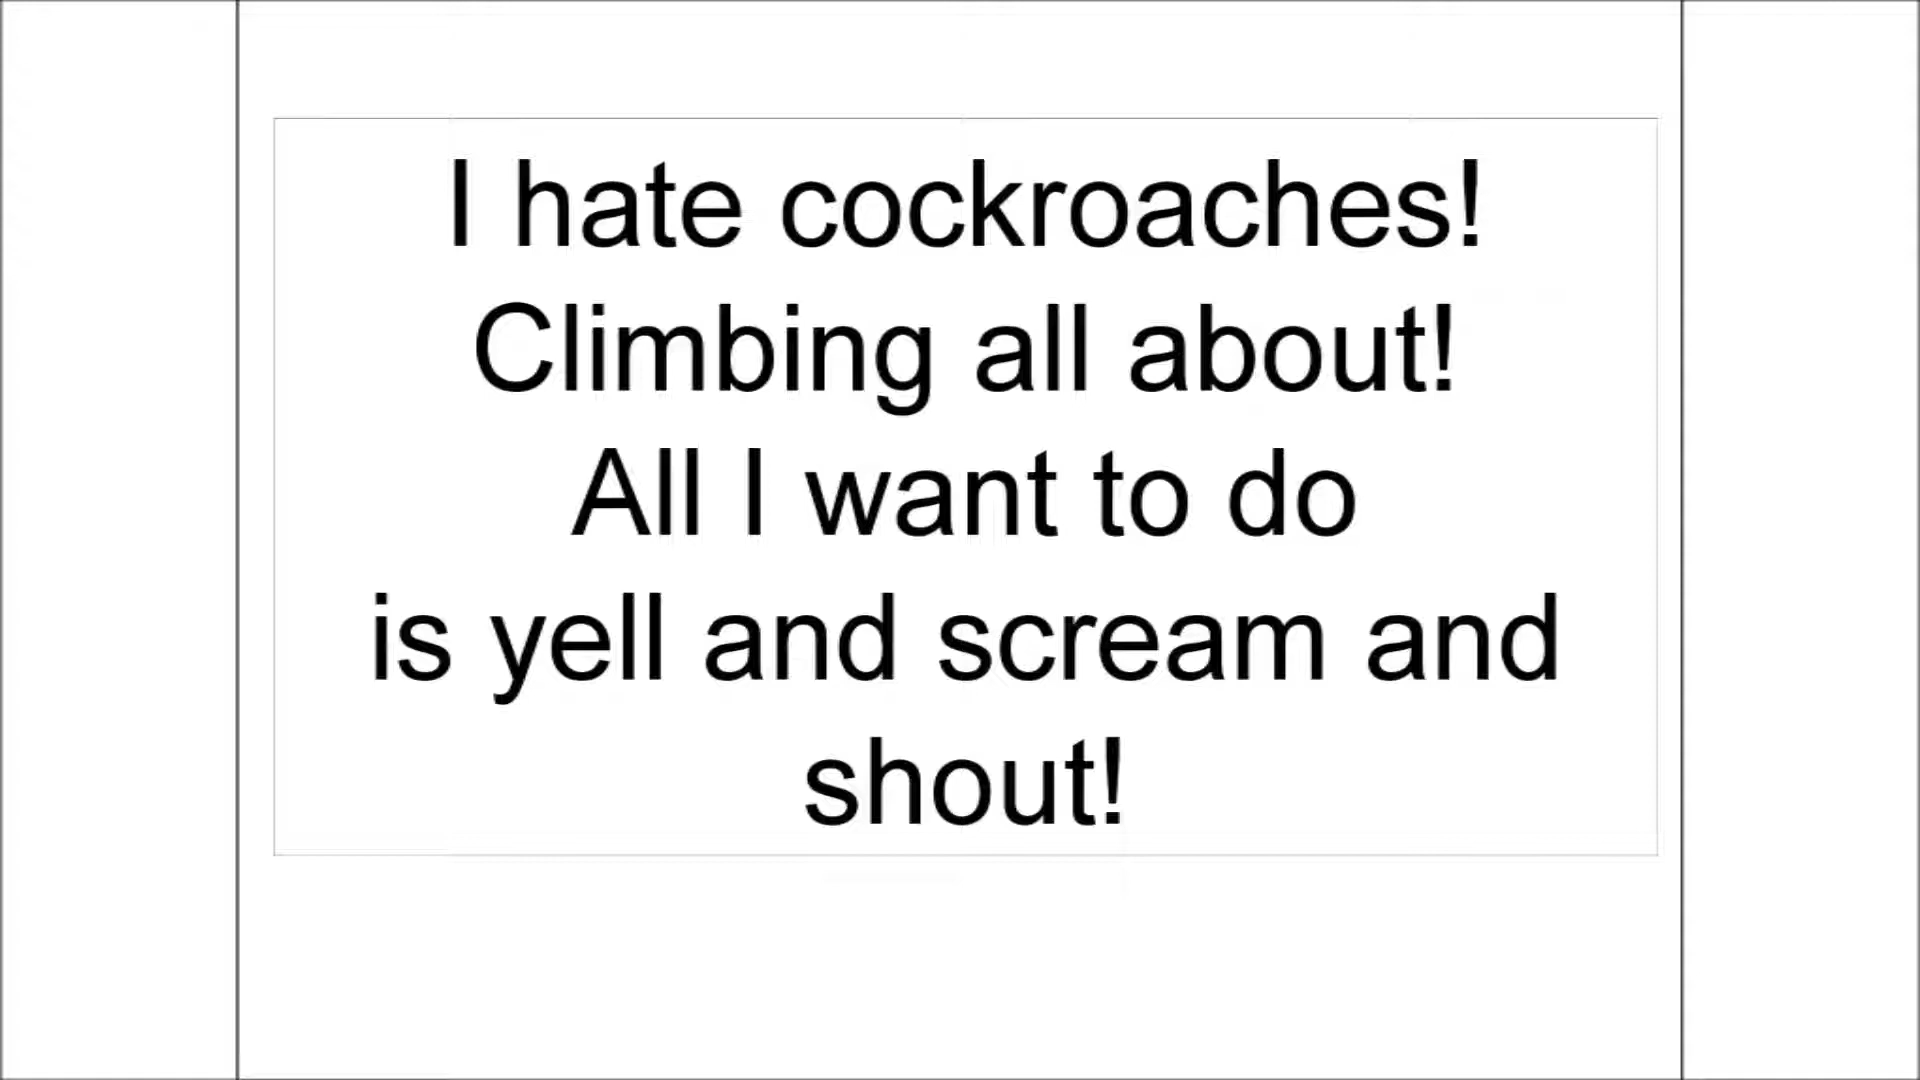 I hate cockroaches!
Climbing all about!
All I want to do
is yell and scream and
shout!